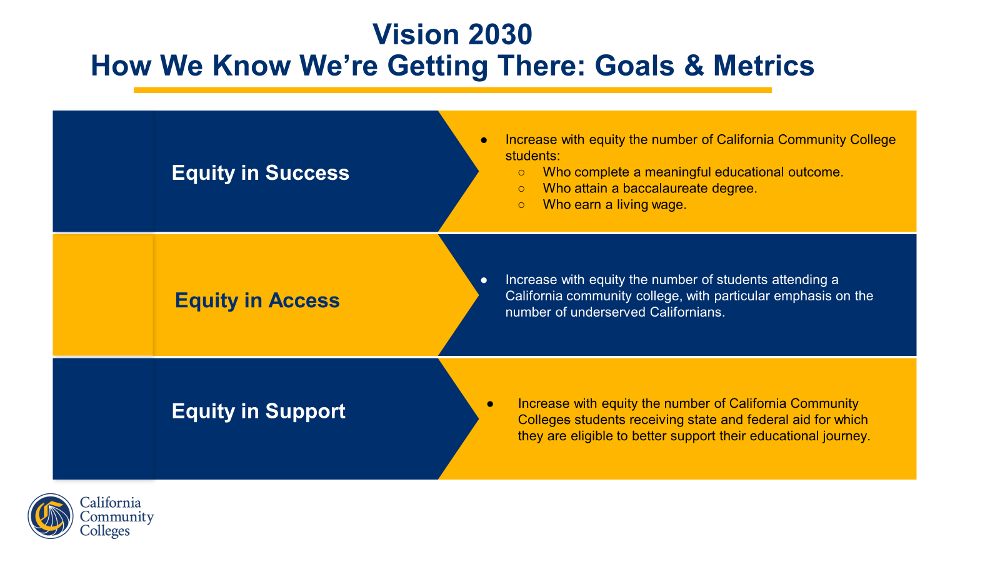 Vision 2030
How We Know We’re Getting There: Goals & Metrics
Equity in Success
● Increase with equity the number of California Community College
students:
○ Who complete a meaningful educational outcome.
○ Who attain a baccalaureate degree.
○ Who earn a living wage.
Equity in Access
● Increase with equity the number of students attending a
California community college, with particular emphasis on the
number of underserved Californians.
Equity in Support
● Increase with equity the number of California Community
Colleges students receiving state and federal aid for which
they are eligible to better support their educational journey.
California
Community
Colleges